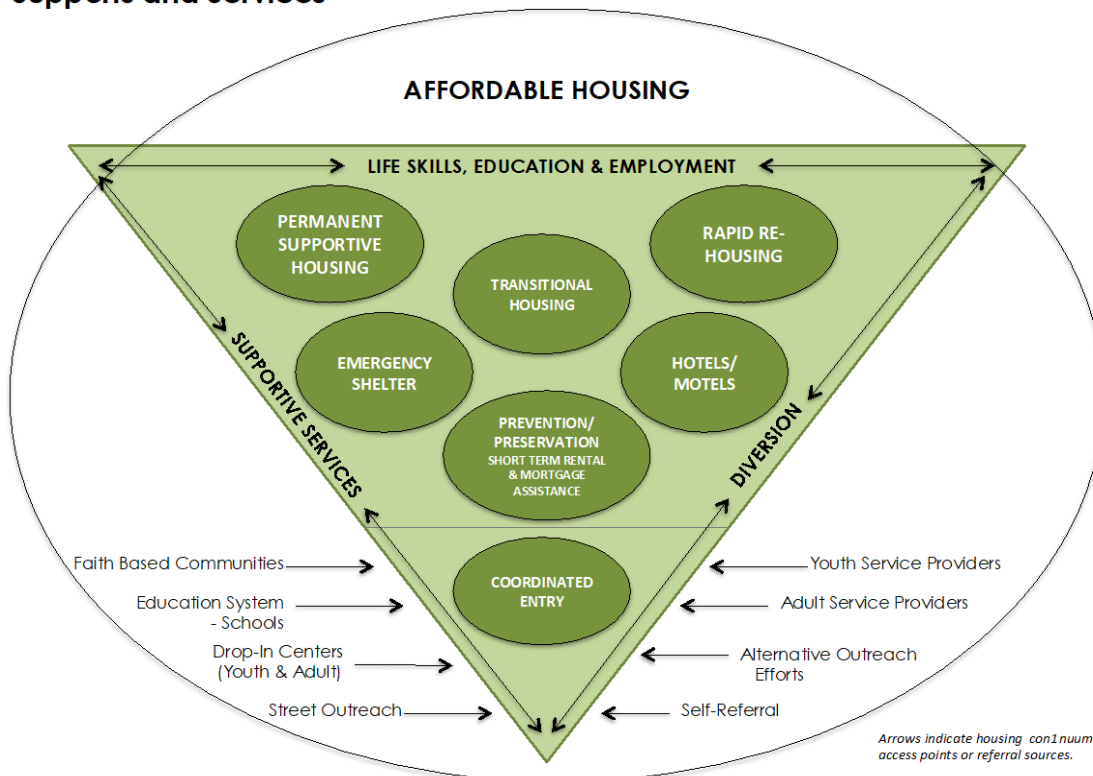 Supports and Services
AFFORDABLE HOUSING
LIFE SKILLS, EDUCATION & EMPLOYMENT
PERMANENT
SUPPORTIVE
HOUSING
RAPID RE-
HOUSING
TRANSITIONAL
HOUSING
EMERGENCY
SHELTER
HOTELS/
MOTELS
SUPPORTIVE SERVICES
DIVERSION
PREVENTION/
PRESERVATION
SHORT TERM RENTAL
& MORTGAGE
ASSISTANCE
COORDINATED
ENTRY
Faith Based Communities
Education System
- Schools
Drop-In Centers
(Youth & Adult)
Street Outreach
Youth Service Providers
Adult Service Providers
Alternative Outreach
Efforts
Self-Referral
Arrows indicate housing con1nuum
access points or referral sources.